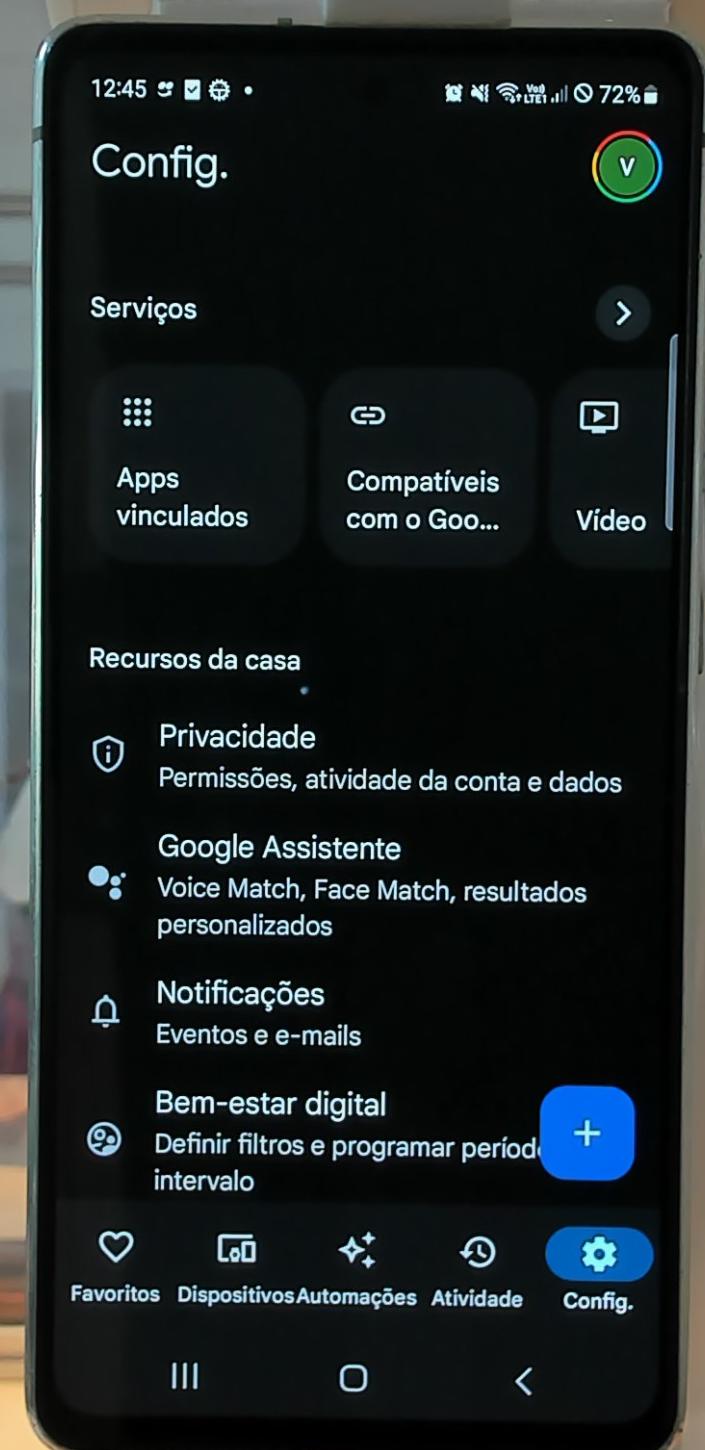 12:45
Vo)) LTE1 72%
Config.
V
Serviços
Apps
vinculados
Compatíveis
com o Goo...
Vídeo
Recursos da casa
Privacidade
Permissões, atividade da conta e dados
Google Assistente
Voice Match, Face Match, resultados
personalizados
Notificações
Eventos e e-mails
Bem-estar digital
Definir filtros e programar períod
intervalo
Favoritos Dispositivos Automações Atividade Config.